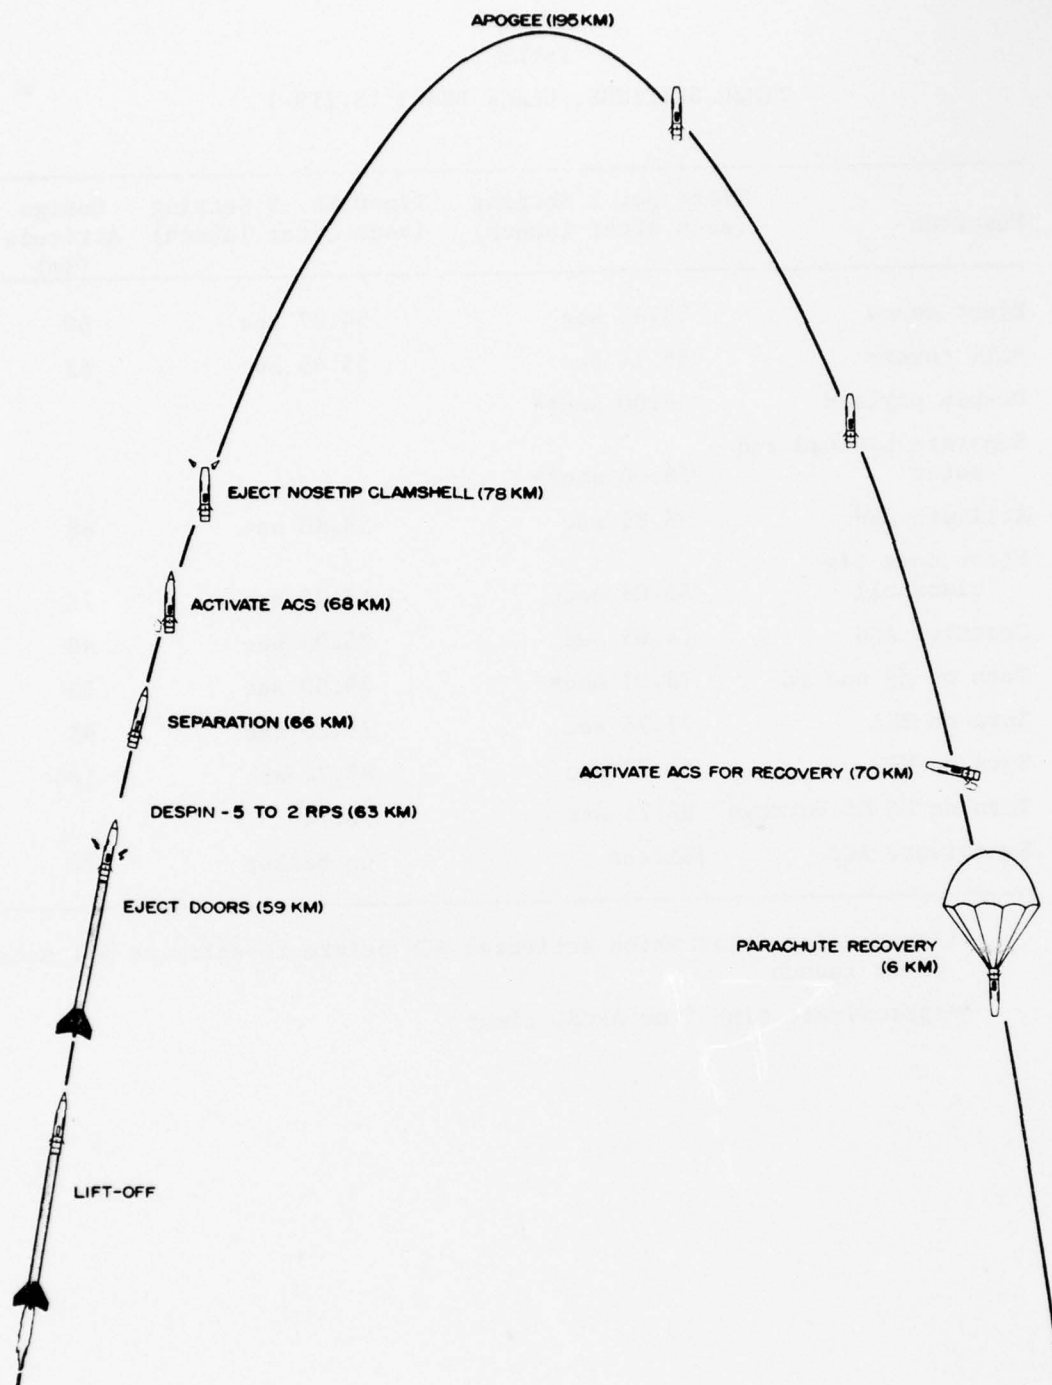 APOGEE (195 KM)
EJECT NOSETIP CLAMSHELL (78 KM)
ACTIVATE ACS (68 KM)
SEPARATION (66 KM)
ACTIVATE ACS FOR RECOVERY (70 KM)
DESPIN - 5 TO 2 RPS (63 KM)
EJECT DOORS (59 KM)
PARACHUTE RECOVERY
(6 KM)
LIFT-OFF